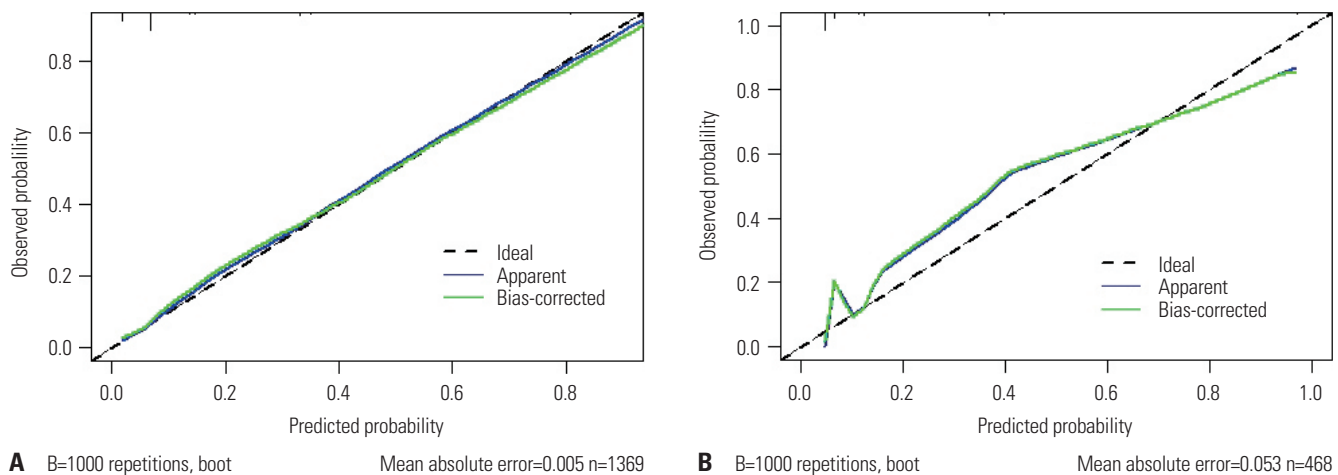 0.8
0.6
0.4
0.2
0.0
Observed probalility
Ideal
Apparent
Bias-corrected
0.0 0.2 0.4 0.6 0.8
Predicted probability
A B=1000 repetitions, boot Mean absolute error=0.005 n=1369
1.0
0.8
0.6
0.4
0.2
0.0
Observed probalility
Ideal
Apparent
Bias-corrected
0.0 0.2 0.4 0.6 0.8 1.0
Predicted probability
B B=1000 repetitions, boot Mean absolute error=0.053 n=468